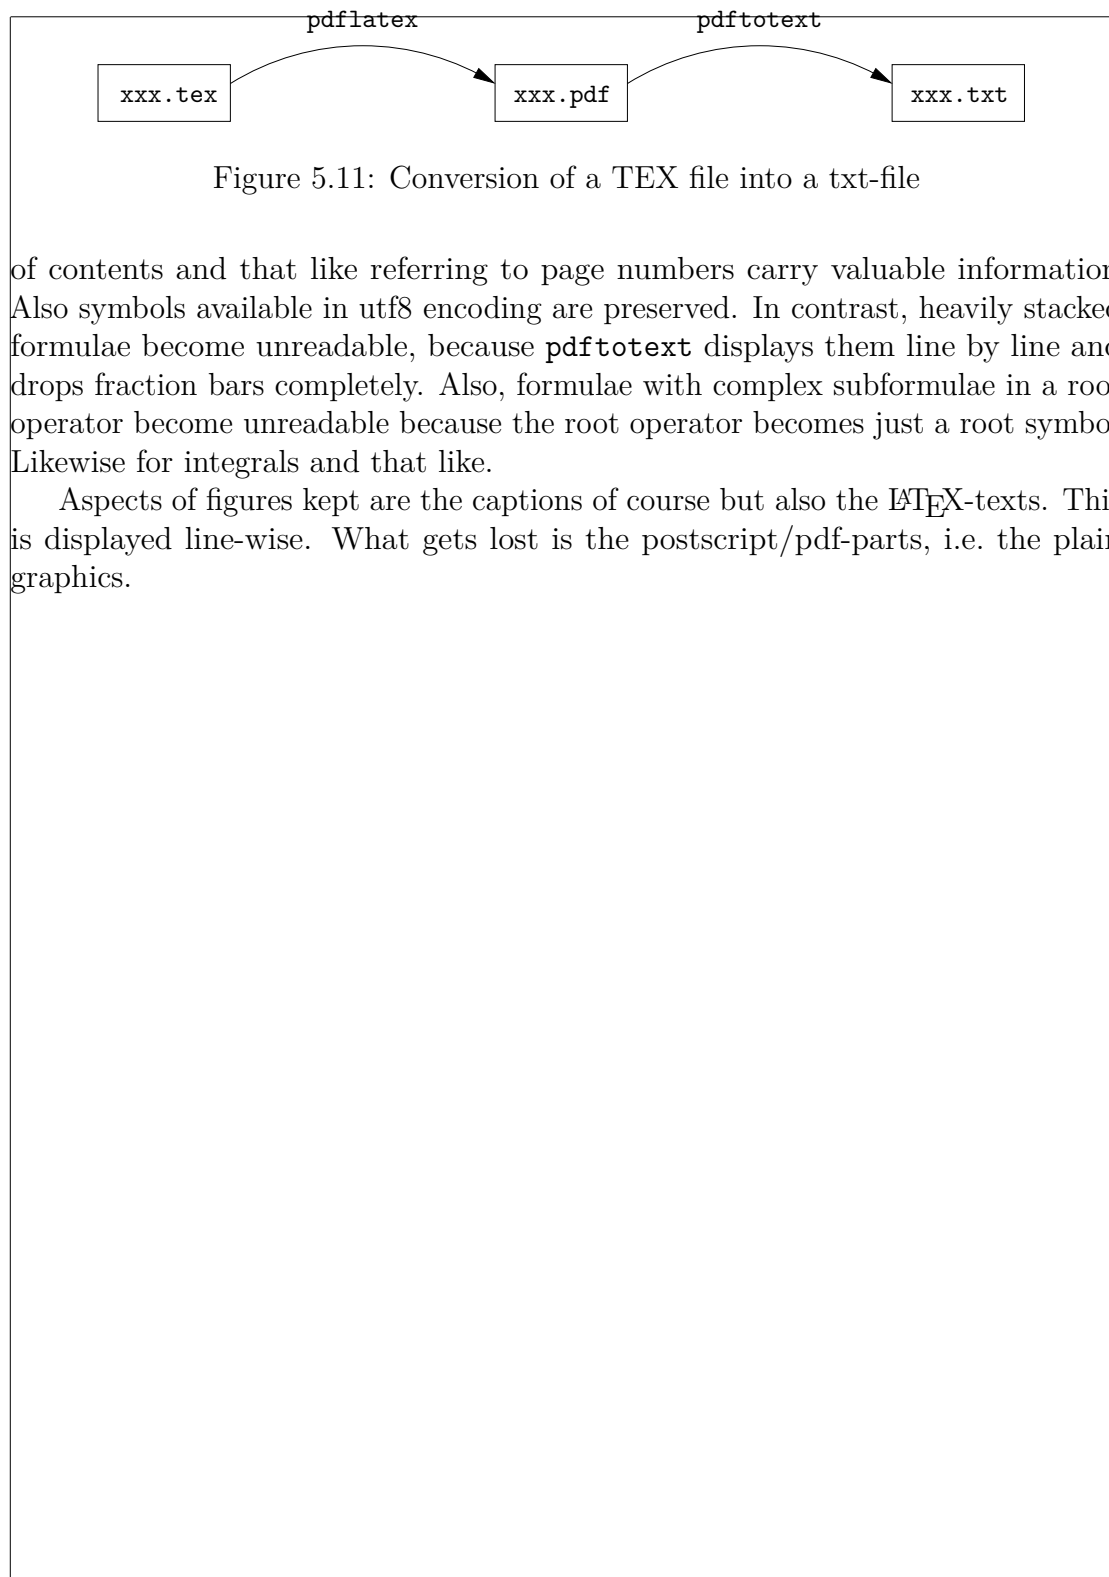 pdflatex pdftotext
xxx.tex xxx.pdf xxx.txt
Figure 5.11: Conversion of a TEX file into a txt-file
of contents and that like referring to page numbers carry valuable information
Also symbols available in utf8 encoding are preserved. In contrast, heavily stacked
formulae become unreadable, because pdftotext displays them line by line and
drops fraction bars completely. Also, formulae with complex subformulae in a roo
operator become unreadable because the root operator becomes just a root symbo
Likewise for integrals and that like.
Aspects of figures kept are the captions of course but also the LATEX-texts. Thi
is displayed line-wise. What gets lost is the postscript/pdf-parts, i.e. the plain
graphics.